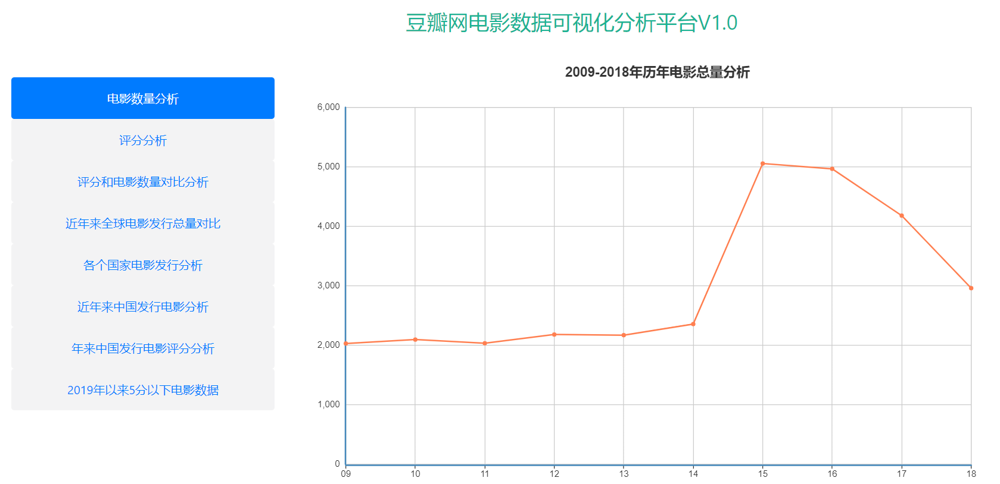 豆瓣网电影数据可视化分析平台V1.0
电影数量分析
评分分析
评分和电影数量对比分析
近年来全球电影发行总量对比
各个国家电影发行分析
近年来中国发行电影分析
年来中国发行电影评分分析
2019年以来5分以下电影数据
2009-2018年历年电影总量分析
6,000
5,000
4,000
3,000
2,000
1,000
0
09 10 11 12 13 14 15 16 17 18